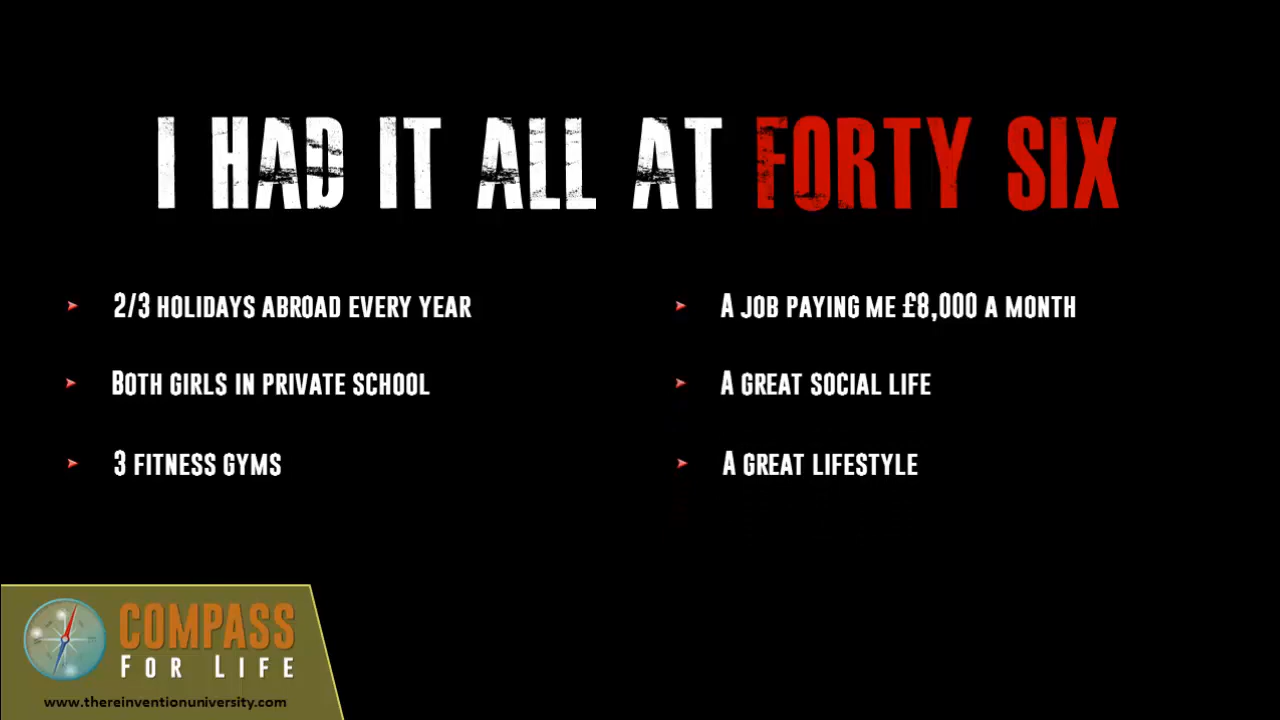 I HAD IT ALL AT FORTY SIX
2/3 HOLIDAYS ABROAD EVERY YEAR
BOTH GIRLS IN PRIVATE SCHOOL
3 FITNESS GYMS
A JOB PAYING ME £8,000 A MONTH
A GREAT SOCIAL LIFE
A GREAT LIFESTYLE
COMPASS
FOR LIFE
www.thereinventionuniversity.com